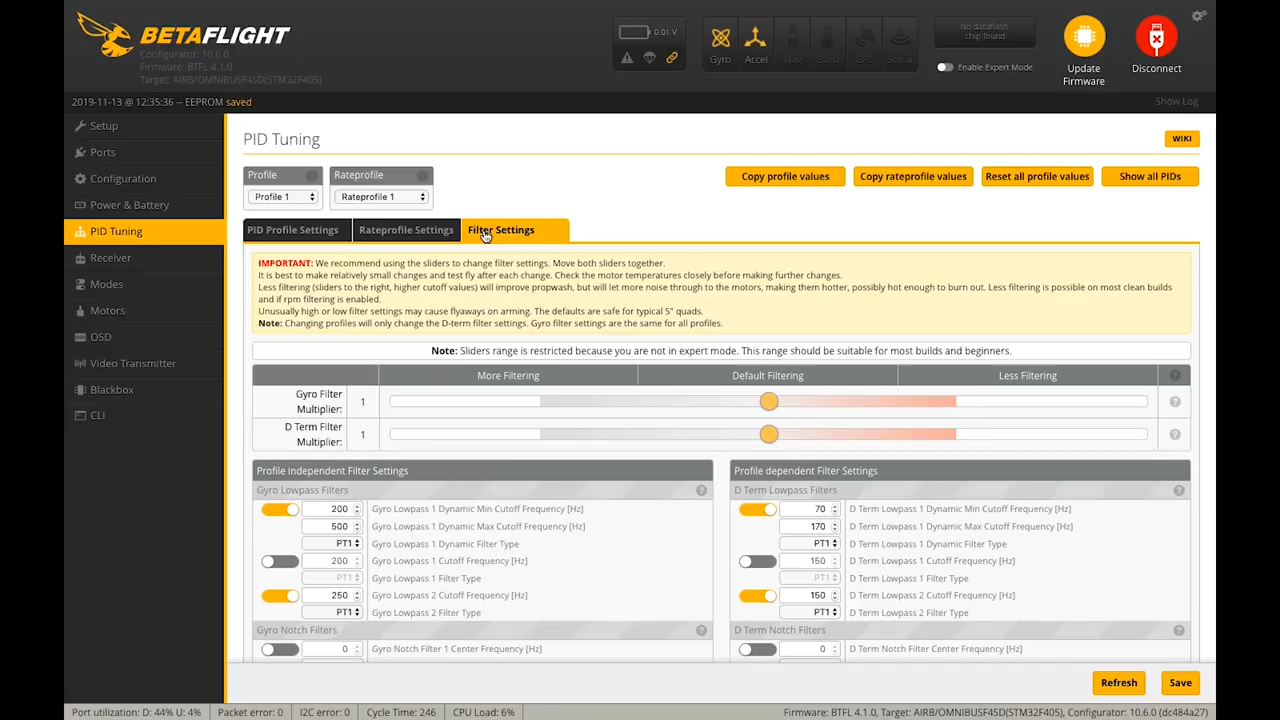 BETAFLIGHT
Configurator: 10.6.0
Firmware: BTFL 4.1.0
Target: AIRB/OMNIBUSF4SD(STM32F405)
0.01 V
Gyro
Accel
Mag
Baro
GPS
Sonar
No dataflash
chip found
Enable Expert Mode
Update
Firmware
Disconnect
2019-11-13 @ 12:35:36 -- EEPROM saved
Show Log
Setup
Ports
Configuration
Power & Battery
PID Tuning
Receiver
Modes
Motors
OSD
Video Transmitter
Blackbox
CLI
PID Tuning
WIKI
Profile
Rateprofile
Profile 1
Rateprofile 1
Copy profile values
Copy rateprofile values
Reset all profile values
Show all PIDs
PID Profile Settings
Rateprofile Settings
Filter Settings
IMPORTANT: We recommend using the sliders to change filter settings. Move both sliders together.
It is best to make relatively small changes and test fly after each change. Check the motor temperatures closely before making further changes.
Less filtering (sliders to the right, higher cutoff values) will improve propwash, but will let more noise through to the motors, making them hotter, possibly hot enough to burn out. Less filtering is possible on most clean builds
and if rpm filtering is enabled.
Unusually high or low filter settings may cause flyaways on arming. The defaults are safe for typical 5" quads.
Note: Changing profiles will only change the D-term filter settings. Gyro filter settings are the same for all profiles.
Note: Sliders range is restricted because you are not in expert mode. This range should be suitable for most builds and beginners.
More Filtering
Default Filtering
Less Filtering
?
Gyro Filter
Multiplier:
1
?
D Term Filter
Multiplier:
1
?
Profile independent Filter Settings
Gyro Lowpass Filters
?
200 Gyro Lowpass 1 Dynamic Min Cutoff Frequency [Hz]
500 Gyro Lowpass 1 Dynamic Max Cutoff Frequency [Hz]
PT1 Gyro Lowpass 1 Dynamic Filter Type
200 Gyro Lowpass 1 Cutoff Frequency [Hz]
PT1 Gyro Lowpass 1 Filter Type
250 Gyro Lowpass 2 Cutoff Frequency [Hz]
PT1 Gyro Lowpass 2 Filter Type
Gyro Notch Filters
?
0 Gyro Notch Filter 1 Center Frequency [Hz]
Profile dependent Filter Settings
D Term Lowpass Filters
?
70 D Term Lowpass 1 Dynamic Min Cutoff Frequency [Hz]
170 D Term Lowpass 1 Dynamic Max Cutoff Frequency [Hz]
PT1 D Term Lowpass 1 Dynamic Filter Type
150 D Term Lowpass 1 Cutoff Frequency [Hz]
PT1 D Term Lowpass 1 Filter Type
150 D Term Lowpass 2 Cutoff Frequency [Hz]
PT1 D Term Lowpass 2 Filter Type
D Term Notch Filters
?
0 D Term Notch Filter Center Frequency [Hz]
Refresh
Save
Port utilization: D: 44% U: 4%
Packet error: 0
I2C error: 0
Cycle Time: 246
CPU Load: 6%
Firmware: BTFL 4.1.0, Target: AIRB/OMNIBUSF4SD(STM32F405), Configurator: 10.6.0 (dc484a27)